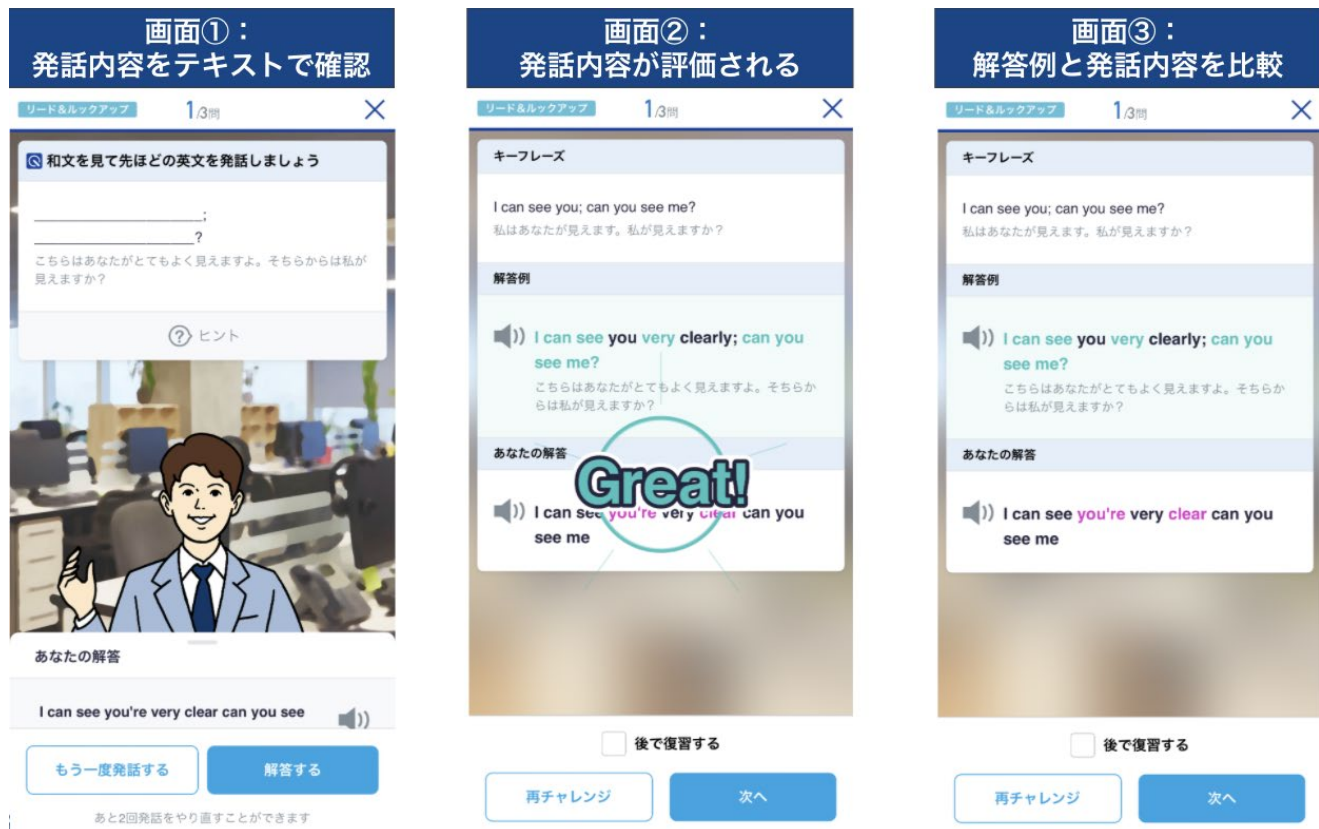 画面①：
発話内容をテキストで確認
リード&ルックアップ
1/3問
和文を見て先ほどの英文を発話しましょう
____________________;
___________________?
こちらはあなたがとてもよく見えますよ。そちらからは私が
見えますか？
ヒント
あなたの解答
I can see you're very clear can you see
もう一度発話する
解答する
あと2回発話をやり直すことができます
画面②：
発話内容が評価される
リード&ルックアップ
1/3問
キーフレーズ
I can see you; can you see me?
私はあなたが見えます。私が見えますか？
解答例
I can see you very clearly; can you
see me?
こちらはあなたがとてもよく見えますよ。そちらか
らは私が見えますか？
あなたの解答
Great!
I can see you're very clear can you
see me
後で復習する
再チャレンジ
次へ
画面③：
解答例と発話内容を比較
リード&ルックアップ
1/3問
キーフレーズ
I can see you; can you see me?
私はあなたが見えます。私が見えますか？
解答例
I can see you very clearly; can you
see me?
こちらはあなたがとてもよく見えますよ。そちらか
らは私が見えますか？
あなたの解答
I can see you're very clear can you
see me
後で復習する
再チャレンジ
次へ